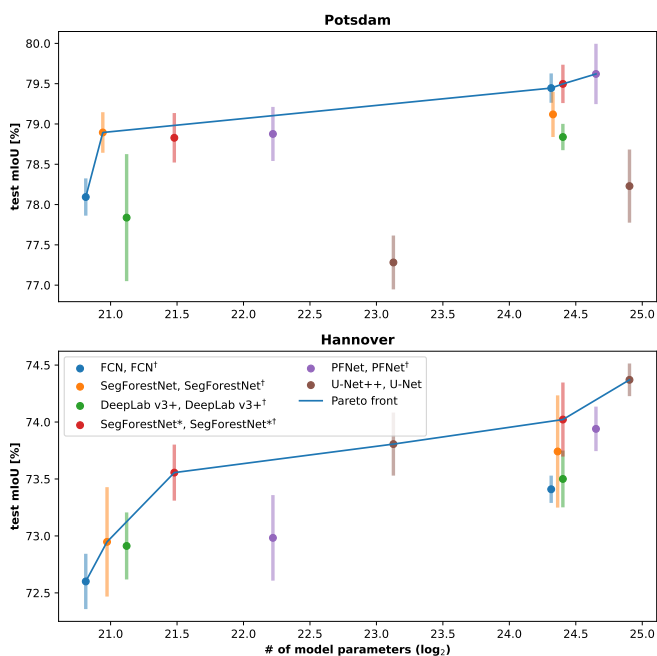 Potsdam
80.0
79.5
79.0
78.5
78.0
77.5
77.0
test mIoU [%]
21.0 21.5 22.0 22.5 23.0 23.5 24.0 24.5 25.0
Hannover
74.5
74.0
73.5
73.0
72.5
test mIoU [%]
FCN, FCN†
SegForestNet, SegForestNet†
DeepLab v3+, DeepLab v3+†
SegForestNet*, SegForestNet*†
PFNet, PFNet†
U-Net++, U-Net
Pareto front
21.0 21.5 22.0 22.5 23.0 23.5 24.0 24.5 25.0
# of model parameters (log₂)